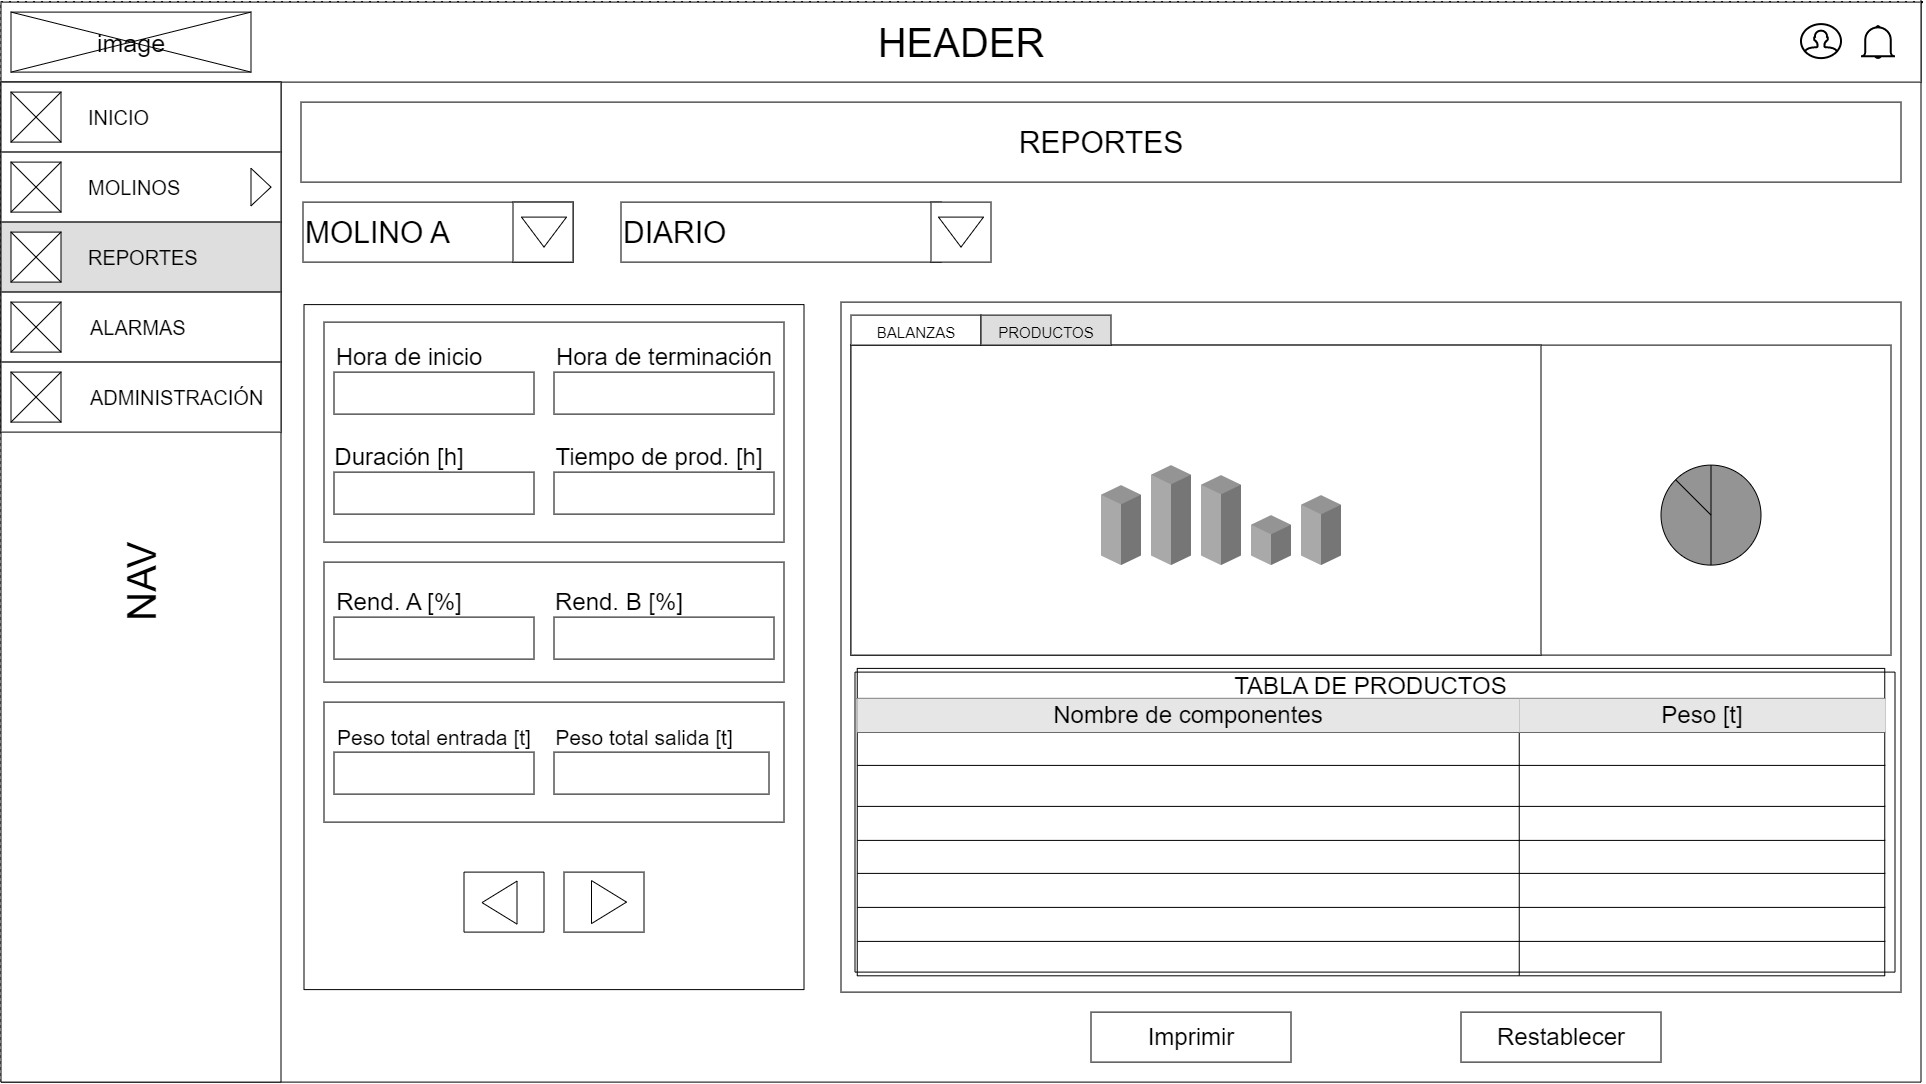 image
HEADER
INICIO
MOLINOS
REPORTES
ALARMAS
ADMINISTRACIÓN
NAV
REPORTES
MOLINO A
DIARIO
Hora de inicio
Hora de terminación
Duración [h]
Tiempo de prod. [h]
Rend. A [%]
Rend. B [%]
Peso total entrada [t]
Peso total salida [t]
BALANZAS
PRODUCTOS
TABLA DE PRODUCTOS
Nombre de componentes
Peso [t]
Imprimir
Restablecer